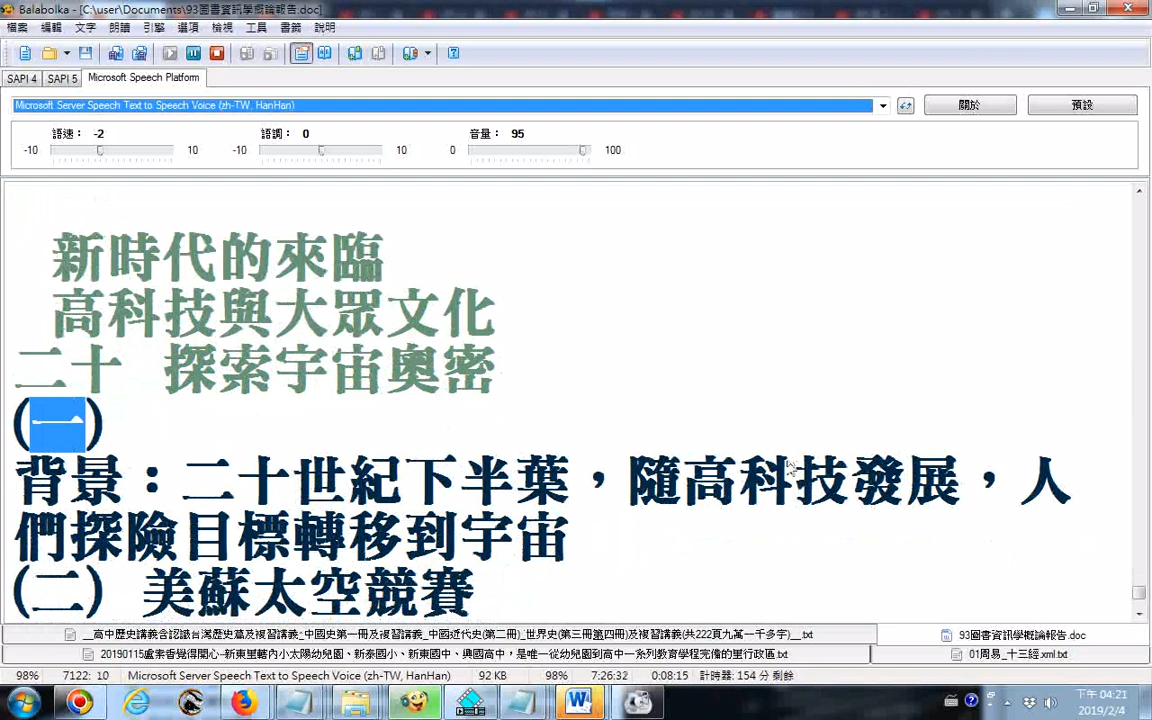 Balabolka - [C:\user\Documents\93圖書資訊學概論報告.doc]
檔案 編輯 文字 朗讀 引擎 選項 檢視 工具 書籤 說明
SAPI 4 SAPI 5 Microsoft Speech Platform
Microsoft Server Speech Text to Speech Voice (zh-TW, HanHan) 關於 預設
語速： -2 語調： 0 音量： 95
-10 10 -10 10 0 100
新時代的來臨
高科技與大眾文化
二十 探索宇宙奧密
(一)
背景：二十世紀下半葉，隨高科技發展，人
們探險目標轉移到宇宙
(二) 美蘇太空競賽
__高中歷史講義含認識台灣歷史篇及複習講義_中國史第一冊及複習講義_中國近代史(第二冊)_世界史(第三冊第四冊)及複習講義(共222頁九萬一千多字)__.txt 93圖書資訊學概論報告.doc
20190115盧素香覺得開心-新東里轄內小太陽幼兒園、新泰國小、新東國中、興國高中，是唯一從幼兒園到高中一系列教育學程完備的里行政區.txt 01周易_十三經.xml.txt
98% 7122: 10 Microsoft Server Speech Text to Speech Voice (zh-TW, HanHan) 92 KB 98% 7:26:32 0:08:15 計時器: 154 分 剩餘
下午 04:21
2019/2/4